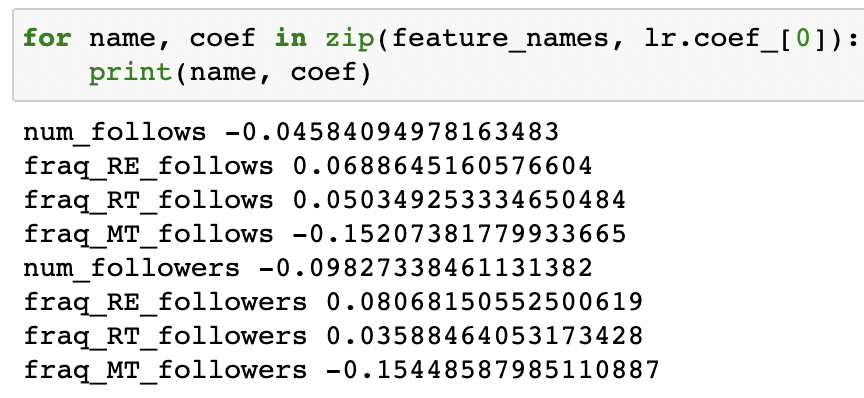 for name, coef in zip(feature_names, lr.coef_[0]):
    print(name, coef)
num_follows -0.04584094978163483
fraq_RE_follows 0.0688645160576604
fraq_RT_follows 0.050349253334650484
fraq_MT_follows -0.15207381779933665
num_followers -0.09827338461131382
fraq_RE_followers 0.08068150552500619
fraq_RT_followers 0.03588464053173428
fraq_MT_followers -0.15448587985110887